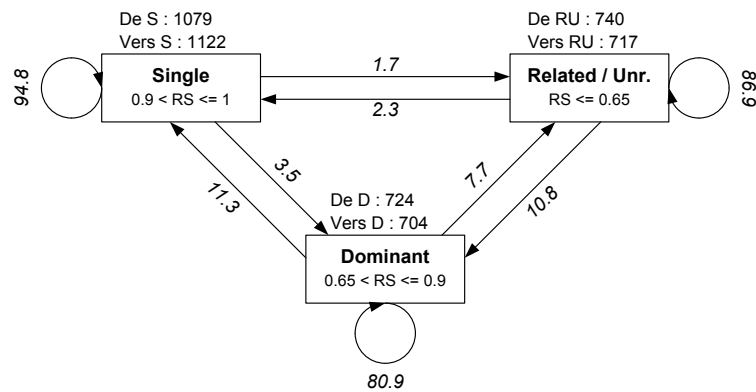 De S : 1079
Vers S : 1122
Single
0.9 < RS <= 1
94.8
1.7
2.3
De RU : 740
Vers RU : 717
Related / Unr.
RS <= 0.65
86.9
3.5
11.3
7.7
10.8
De D : 724
Vers D : 704
Dominant
0.65 < RS <= 0.9
80.9